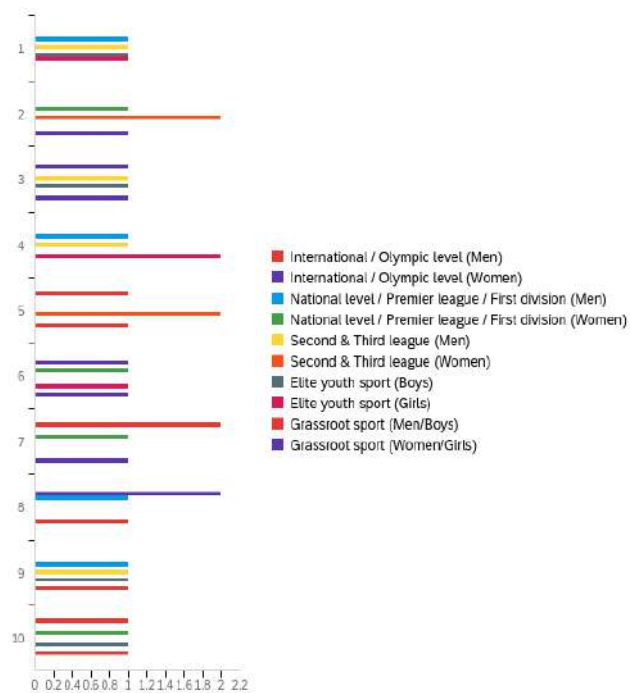 1
2
3
4
5
6
7
8
9
10
0 0.2 0.4 0.6 0.8 1 1.2 1.4 1.6 1.8 2 2.2
International / Olympic level (Men)
International / Olympic level (Women)
National level / Premier league / First division (Men)
National level / Premier league / First division (Women)
Second & Third league (Men)
Second & Third league (Women)
Elite youth sport (Boys)
Elite youth sport (Girls)
Grassroot sport (Men/Boys)
Grassroot sport (Women/Girls)